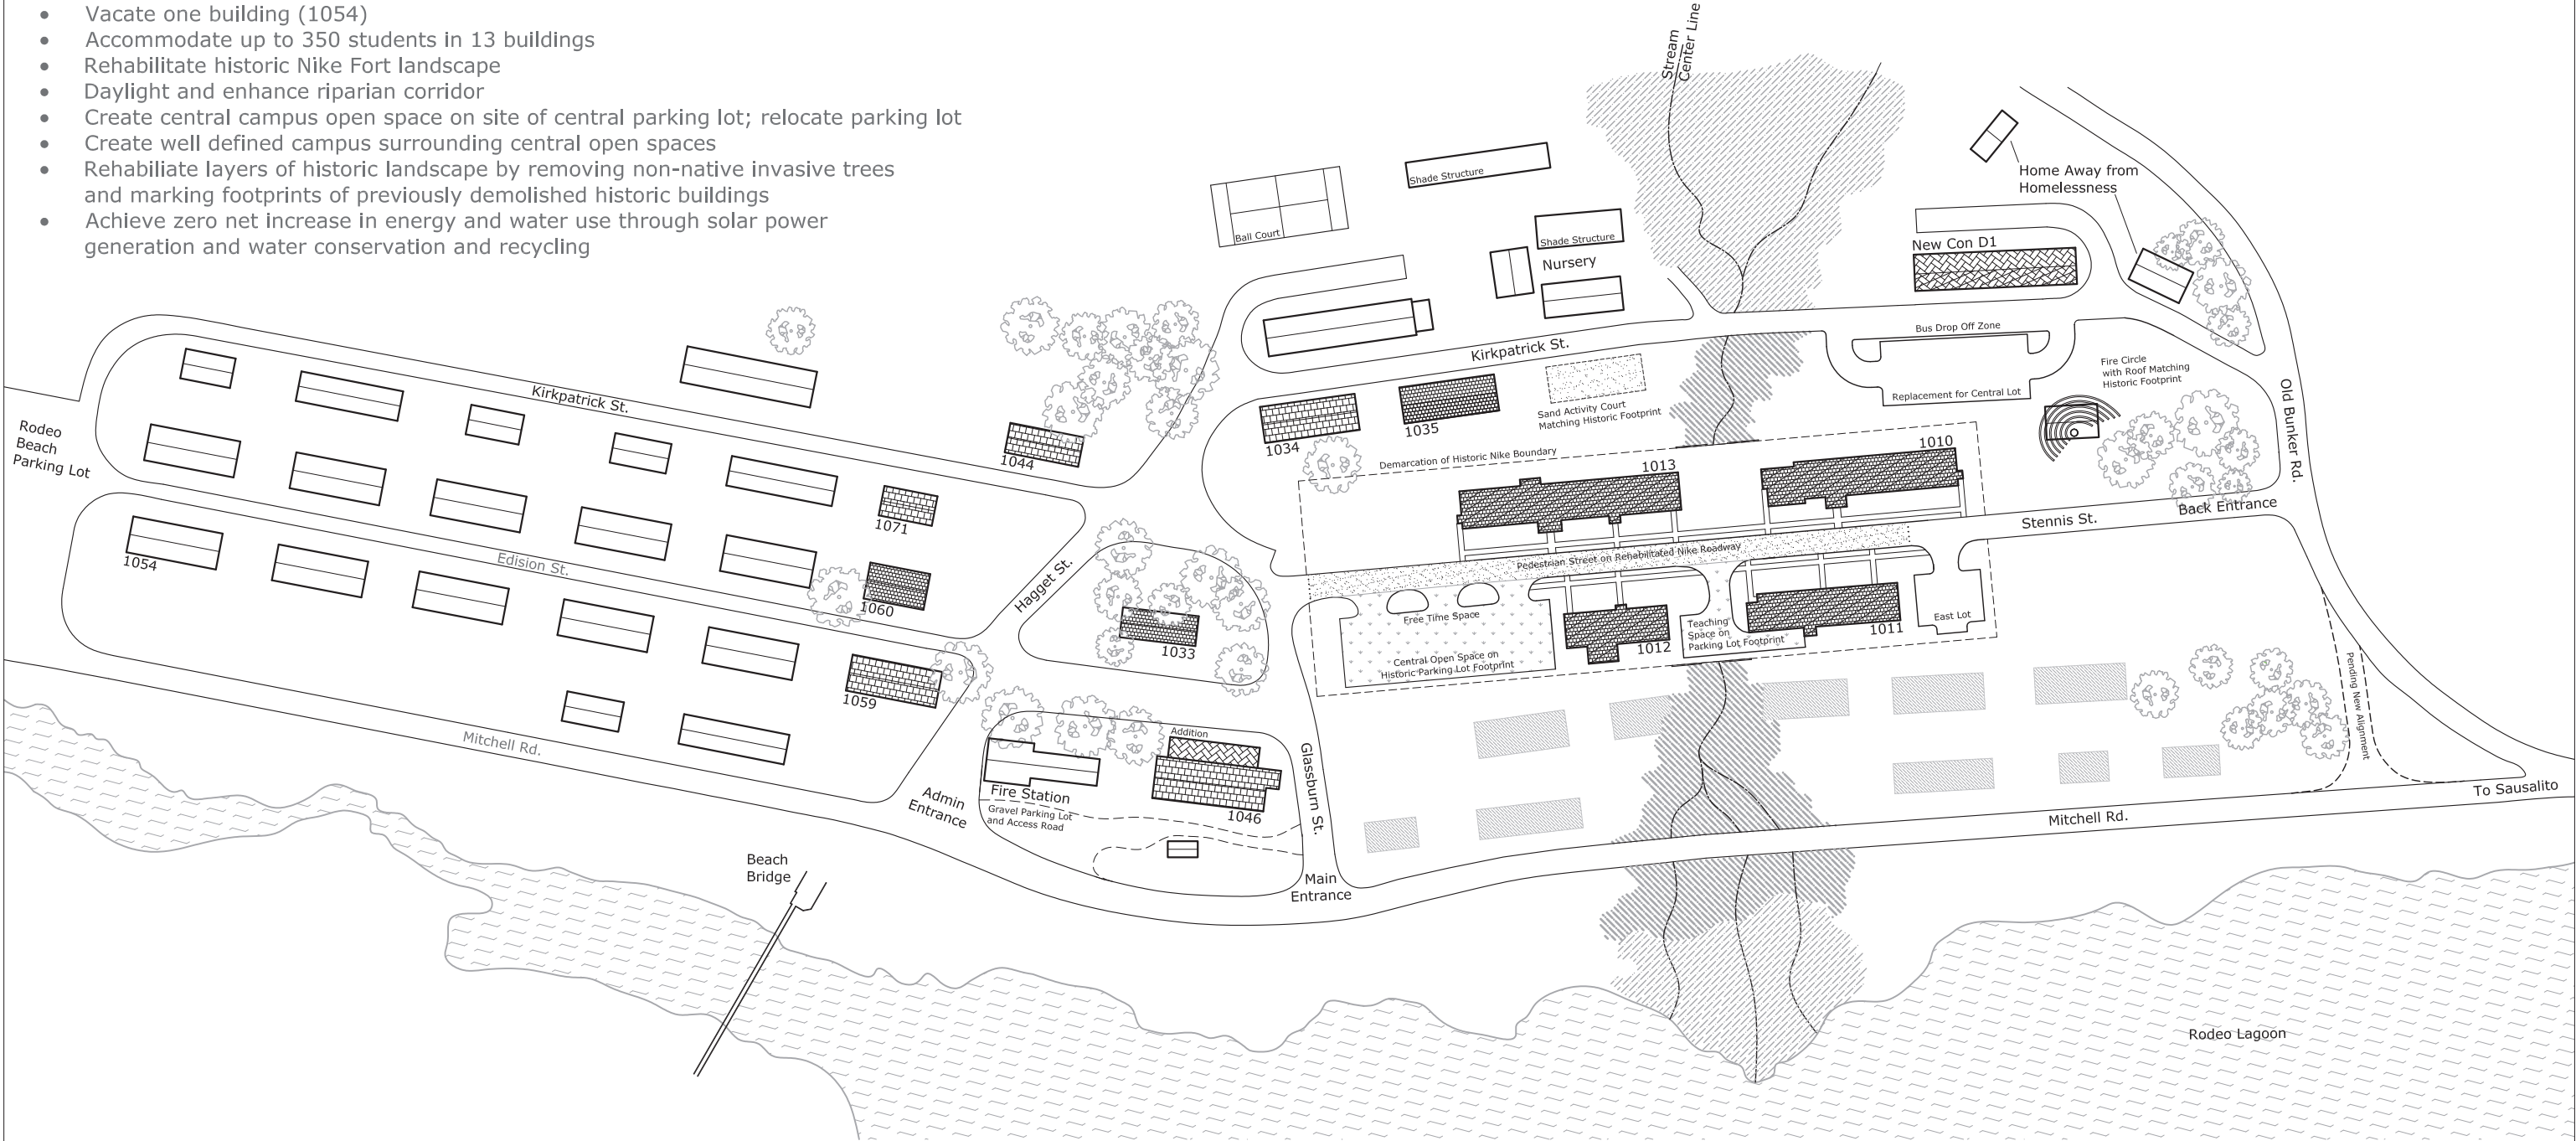 • Vacate one building (1054)
• Accommodate up to 350 students in 13 buildings
• Rehabilitate historic Nike Fort landscape
• Daylight and enhance riparian corridor
• Create central campus open space on site of central parking lot; relocate parking lot
• Create well defined campus surrounding central open spaces
• Rehabiliate layers of historic landscape by removing non-native invasive trees
and marking footprints of previously demolished historic buildings
• Achieve zero net increase in energy and water use through solar power
generation and water conservation and recycling
Stream
Center Line
Shade Structure
Ball Court
Shade Structure
Nursery
Home Away from
Homelessness
New Con D1
Bus Drop Off Zone
Replacement for Central Lot
Fire Circle
with Roof Matching
Historic Footprint
Old Bunker Rd.
Kirkpatrick St.
Kirkpatrick St.
Rodeo
Beach
Parking Lot
Sand Activity Court
Matching Historic Footprint
1034
1035
1044
Demarcation of Historic Nike Boundary
1013
1010
Stennis St.
Back Entrance
1071
1054
Edision St.
1060
Hagget St.
Pedestrian Street on Rehabilitated Nike Roadway
Free Time Space
Central Open Space on
Historic Parking Lot Footprint
1012
Teaching
Space on
Parking Lot Footprint
1011
East Lot
1033
1059
Pending New Alignment
Mitchell Rd.
Addition
Fire Station
Gravel Parking Lot
and Access Road
1046
Glassburn St.
Admin
Entrance
Main
Entrance
Mitchell Rd.
To Sausalito
Beach
Bridge
Rodeo Lagoon